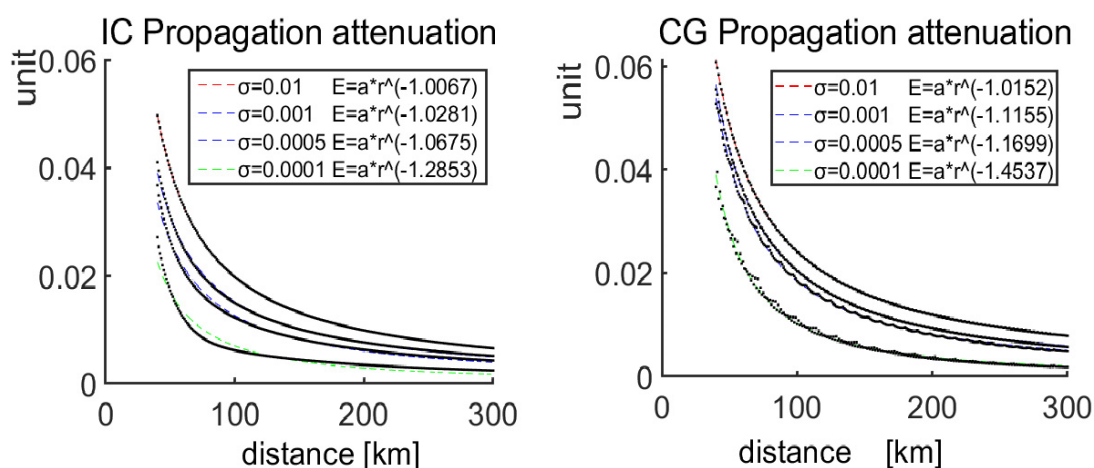 IC Propagation attenuation
unit
0.06
0.04
0.02
0
σ=0.01 E=a*r^(-1.0067)
σ=0.001 E=a*r^(-1.0281)
σ=0.0005 E=a*r^(-1.0675)
σ=0.0001 E=a*r^(-1.2853)
0 100 200 300
distance [km]
CG Propagation attenuation
unit
0.06
0.04
0.02
0
σ=0.01 E=a*r^(-1.0152)
σ=0.001 E=a*r^(-1.1155)
σ=0.0005 E=a*r^(-1.1699)
σ=0.0001 E=a*r^(-1.4537)
0 100 200 300
distance [km]